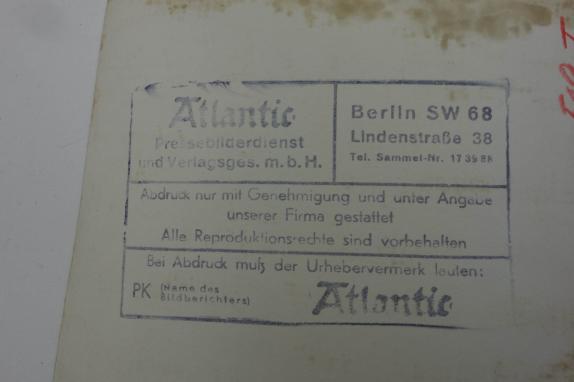 Atlantic
Pressebilderdienst
und Verlagsges. m. b. H.
Berlin SW 68
Lindenstraße 38
Tel. Sammel-Nr. 17 39 88
Abdruck nur mit Genehmigung und unter Angabe
unserer Firma gestattet
Alle Reproduktionsrechte sind vorbehalten
Bei Abdruck muß der Urhebervermerk lauten:
PK (Name des
Bildberichters)
Atlantic